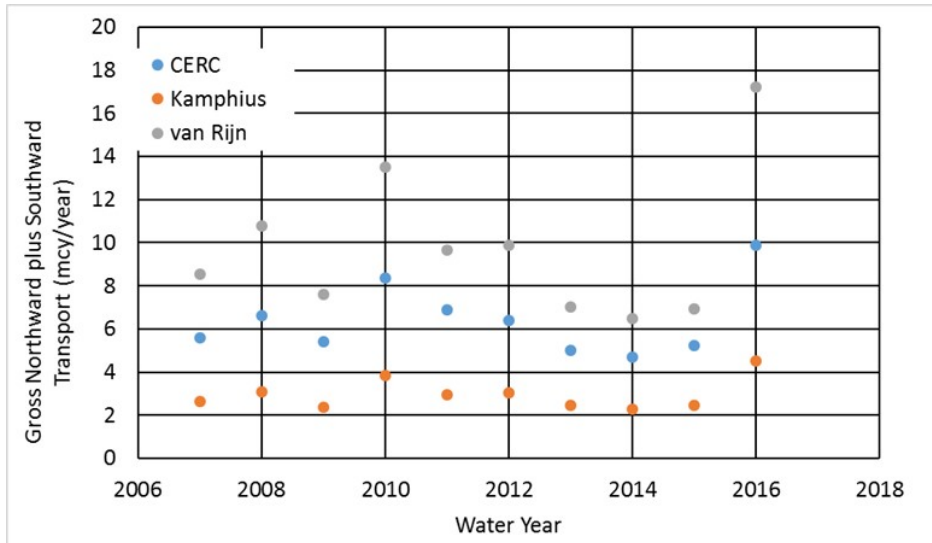 Gross Northward plus Southward
Transport (mcy/year)
20
18
16
14
12
10
8
6
4
2
0
CERC
Kamphius
van Rijn
2006 2008 2010 2012 2014 2016 2018
Water Year